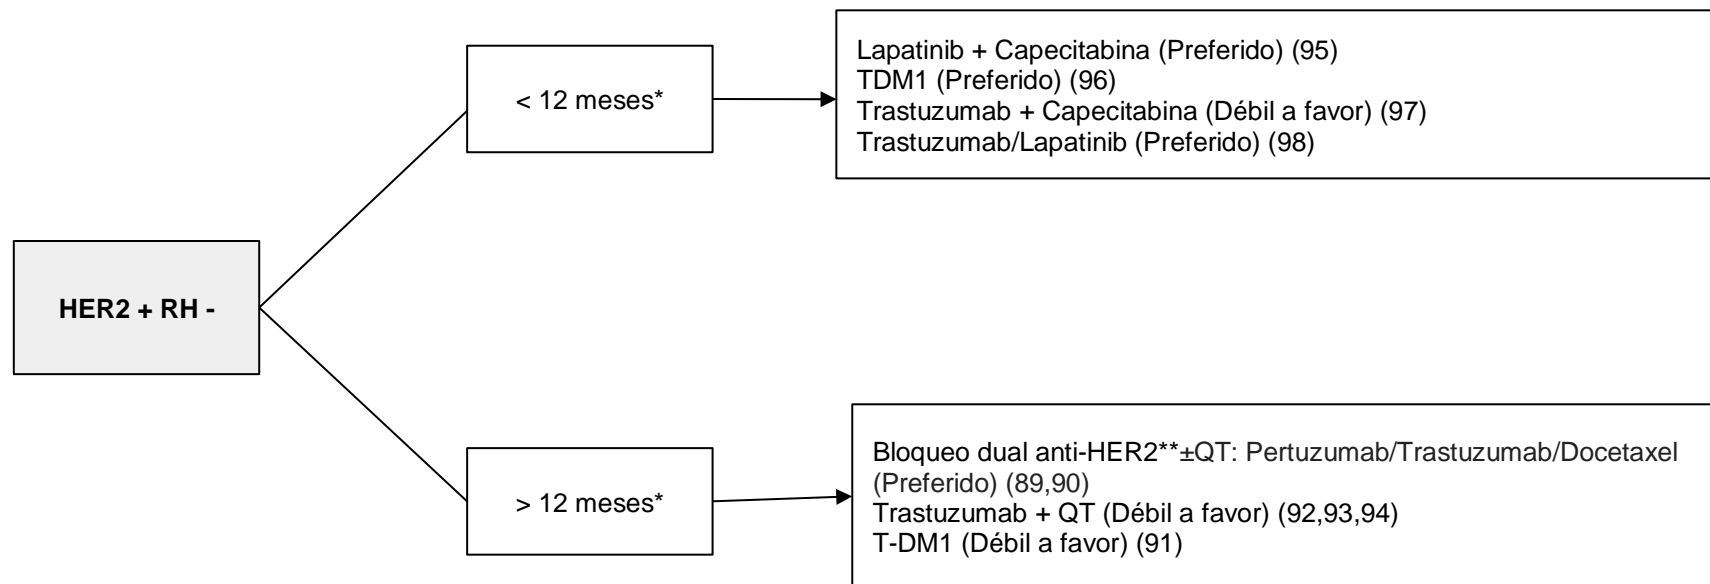 < 12 meses*
Lapatinib + Capecitabina (Preferido) (95)
TDM1 (Preferido) (96)
Trastuzumab + Capecitabina (Débil a favor) (97)
Trastuzumab/Lapatinib (Preferido) (98)
HER2 + RH -
> 12 meses*
Bloqueo dual anti-HER2**±QT: Pertuzumab/Trastuzumab/Docetaxel
(Preferido) (89,90)
Trastuzumab + QT (Débil a favor) (92,93,94)
T-DM1 (Débil a favor) (91)